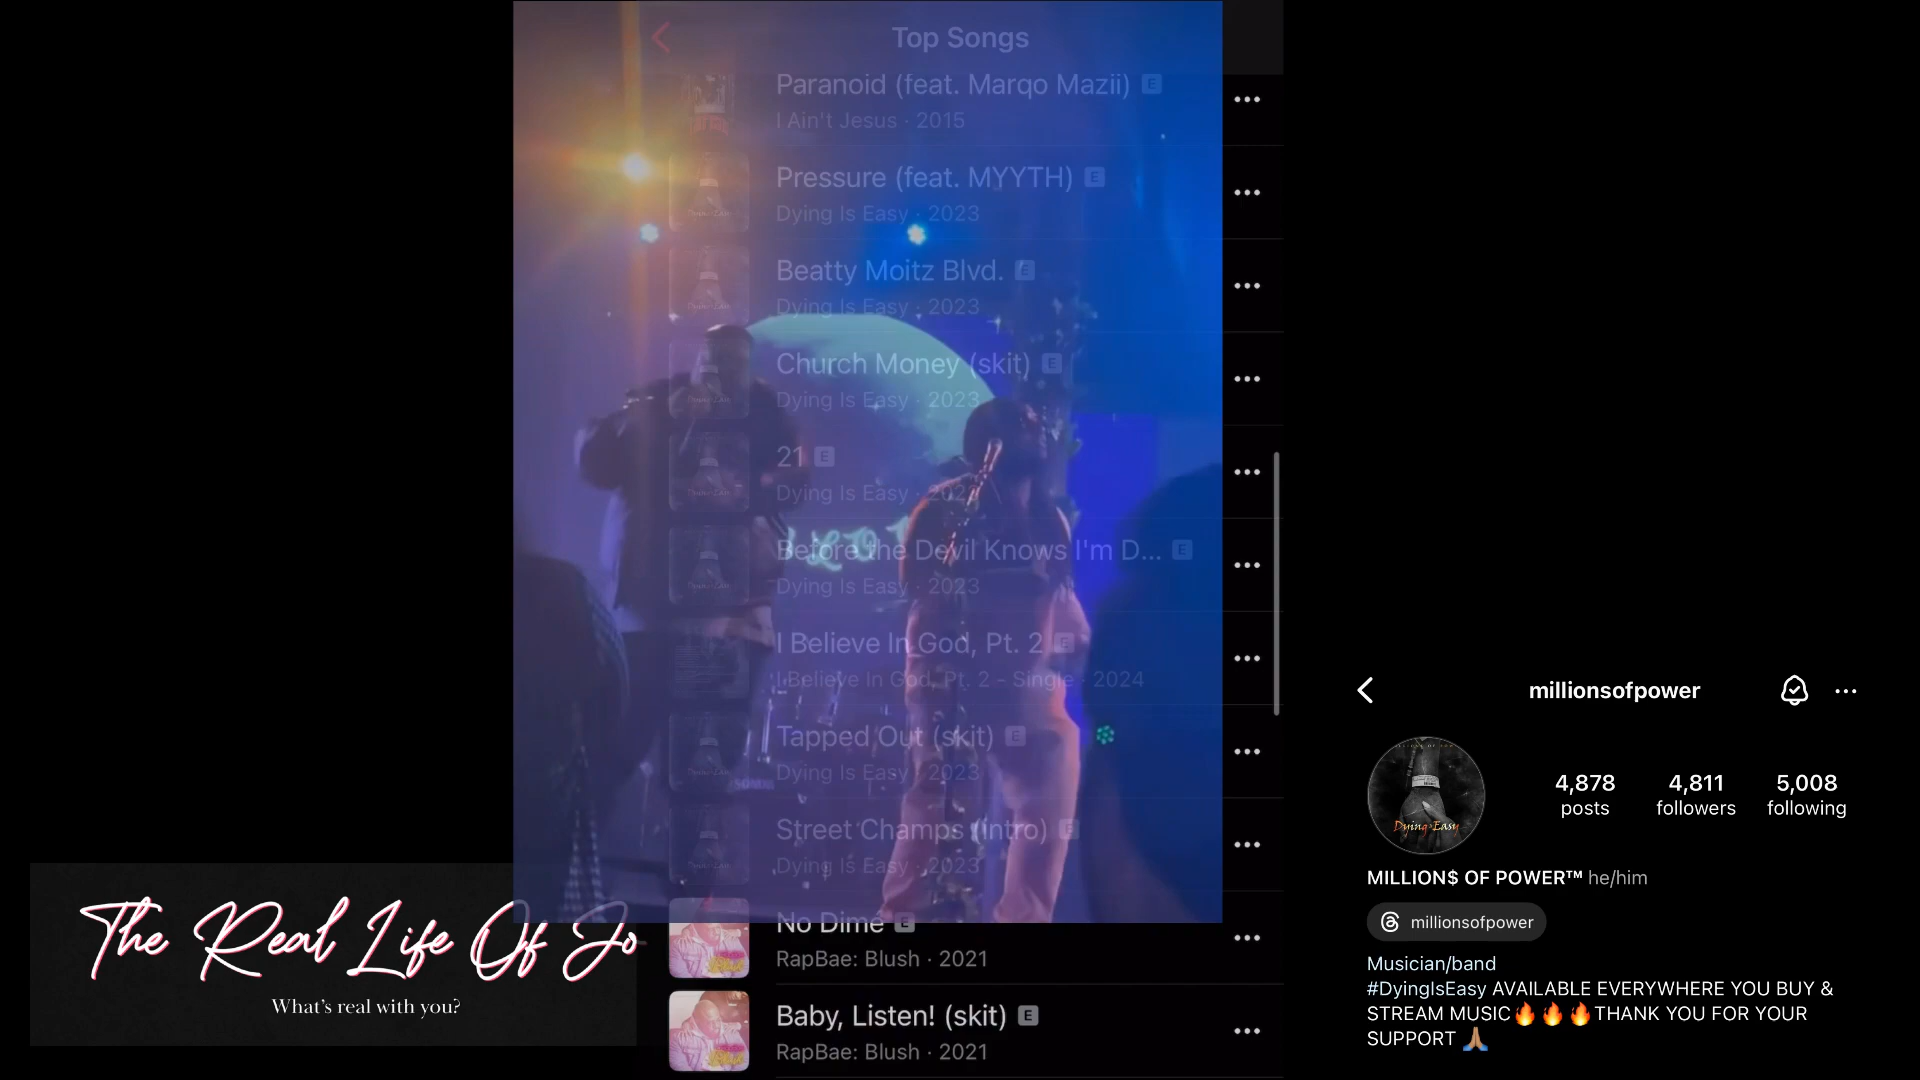 Top Songs
Paranoid (feat. Marqo Mazii) E
I Ain't Jesus · 2015
Pressure (feat. MYYTH) E
Dying Is Easy · 2023
Beatty Moitz Blvd. E
Dying Is Easy · 2023
Church Money (skit) E
Dying Is Easy · 2023
21 E
Dying Is Easy · 2023
Before the Devil Knows I'm D... E
Dying Is Easy · 2023
I Believe In God, Pt. 2 E
I Believe In God, Pt. 2 - Single · 2024
Tapped Out (skit) E
Dying Is Easy · 2023
Street Champs (intro) E
Dying Is Easy · 2023
No Dime E
RapBae: Blush · 2021
Baby, Listen! (skit) E
RapBae: Blush · 2021
The Real Life Of Jo
What's real with you?
millionsofpower
Dying Is Easy
4,878 4,811 5,008
posts followers following
MILLION$ OF POWER™ he/him
millionsofpower
Musician/band
#DyingIsEasy AVAILABLE EVERYWHERE YOU BUY &
STREAM MUSIC🔥🔥🔥THANK YOU FOR YOUR
SUPPORT 🙏🏽